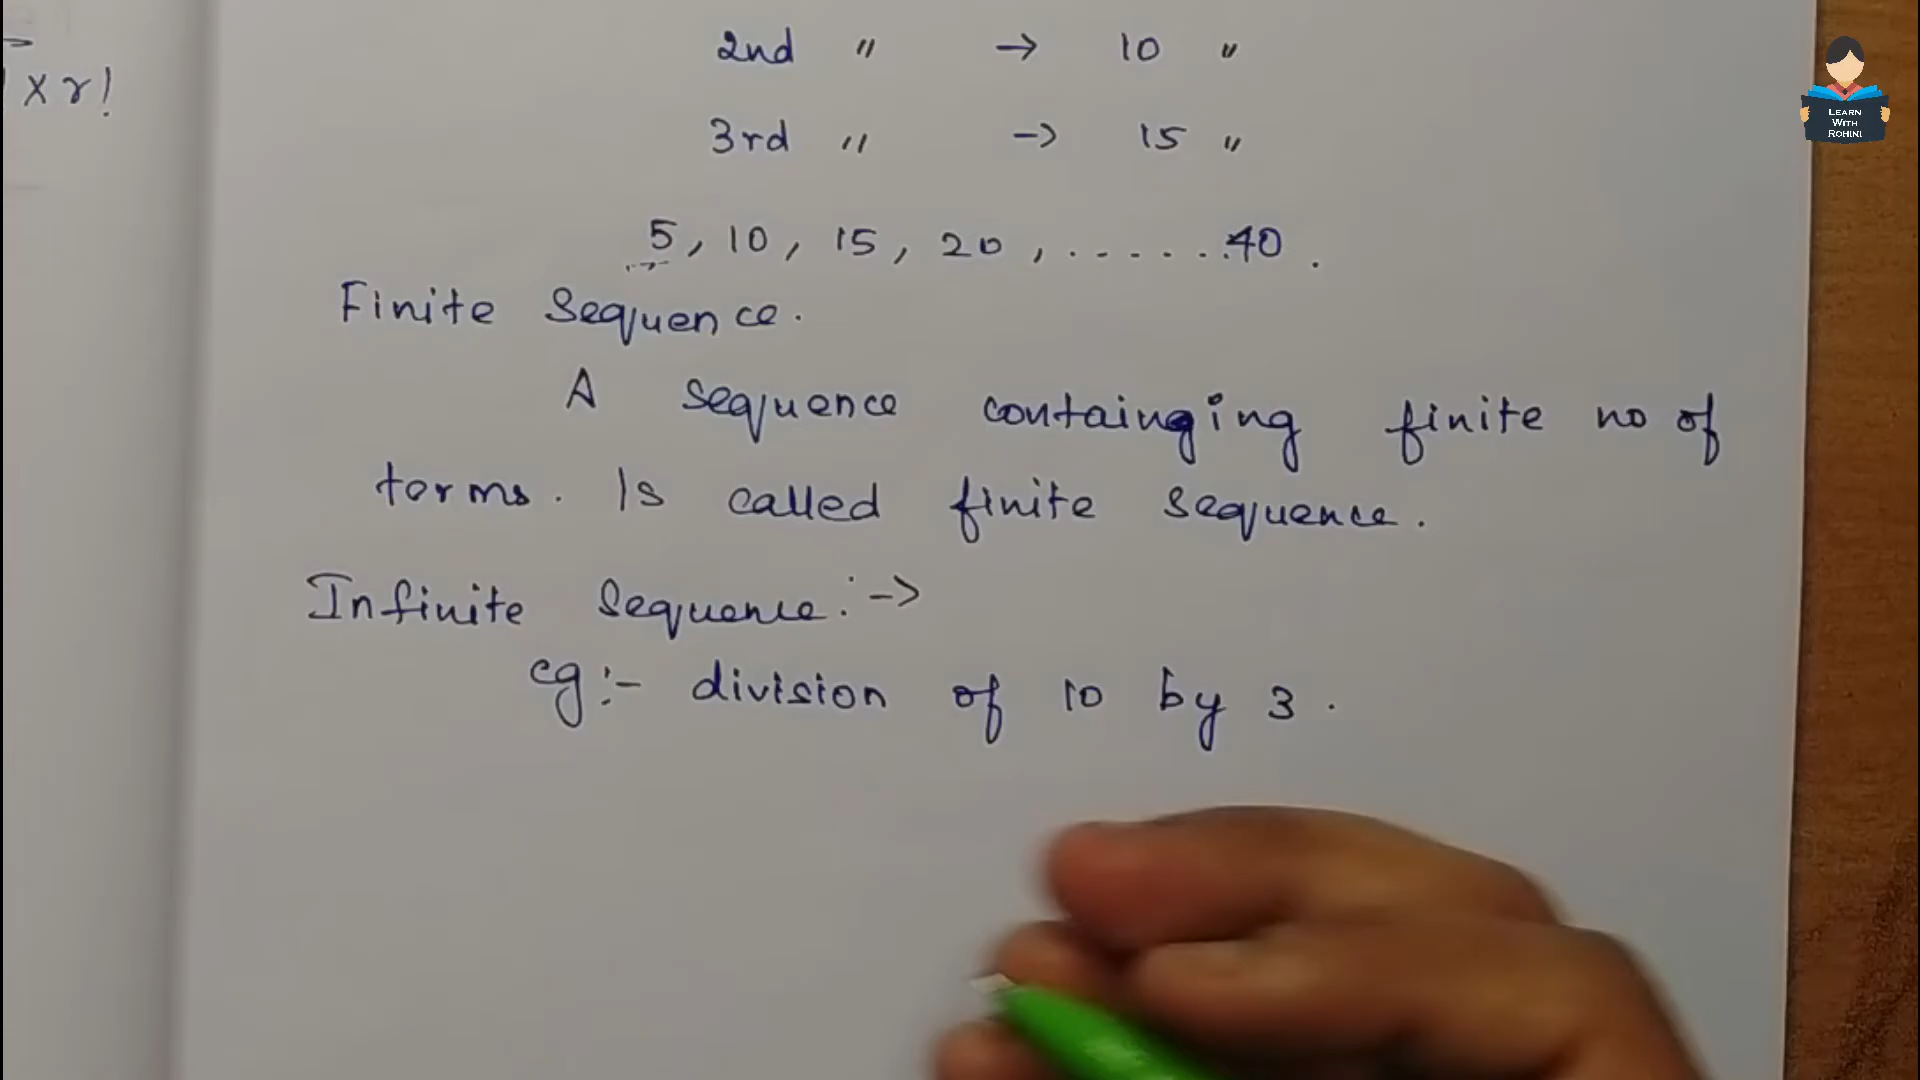 x r!
2nd " → 10 "
3rd " → 15 "
5, 10, 15, 20, ......40.
Finite Sequence.
A sequence containging finite no of
terms. Is called finite sequence.
Infinite Sequence:->
eg:- division of 10 by 3.
LEARN
WITH
ROHINI